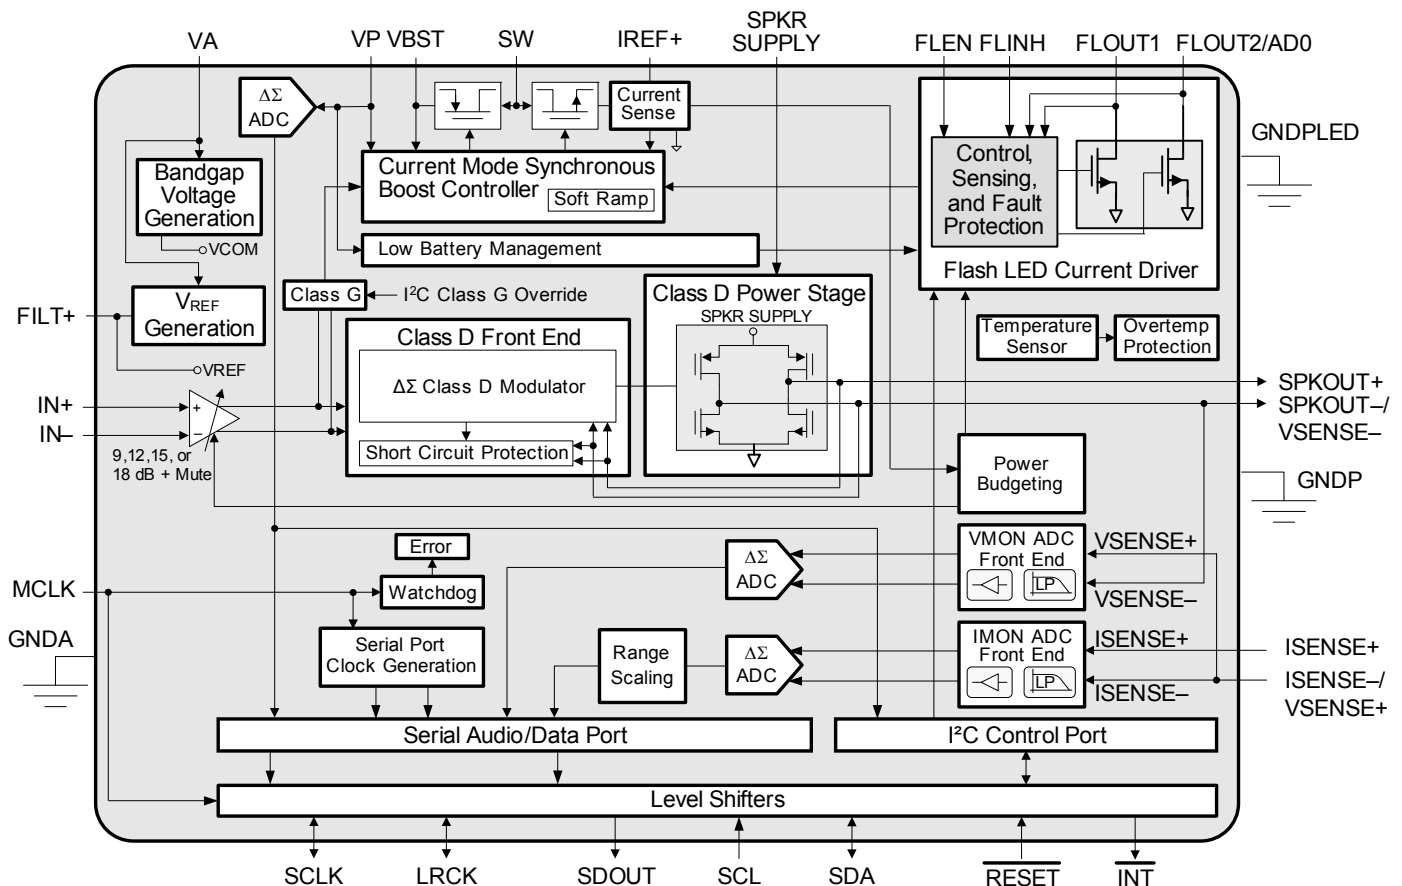 VA
VP VBST
SW
IREF+
SPKR
SUPPLY
FLEN FLINH
FLOUT1
FLOUT2/AD0
ΔΣ
ADC
Current
Sense
Bandgap
Voltage
Generation
VCOM
Current Mode Synchronous
Boost Controller
Soft Ramp
Control,
Sensing,
and Fault
Protection
Flash LED Current Driver
GNDPLED
Low Battery Management
FILT+
VREF
Generation
VREF
Class G
I²C Class G Override
Class D Front End
ΔΣ Class D Modulator
Short Circuit Protection
Class D Power Stage
SPKR SUPPLY
Temperature
Sensor
Overtemp
Protection
IN+
IN–
+
–
9,12,15, or
18 dB + Mute
SPKOUT+
SPKOUT–/
VSENSE–
Power
Budgeting
GNDP
Error
Watchdog
MCLK
GNDA
Serial Port
Clock Generation
ΔΣ
ADC
VMON ADC
Front End
LP
VSENSE+
VSENSE–
Range
Scaling
ΔΣ
ADC
IMON ADC
Front End
LP
ISENSE+
ISENSE–
ISENSE+
ISENSE–/
VSENSE+
Serial Audio/Data Port
I²C Control Port
Level Shifters
SCLK
LRCK
SDOUT
SCL
SDA
RESET
INT